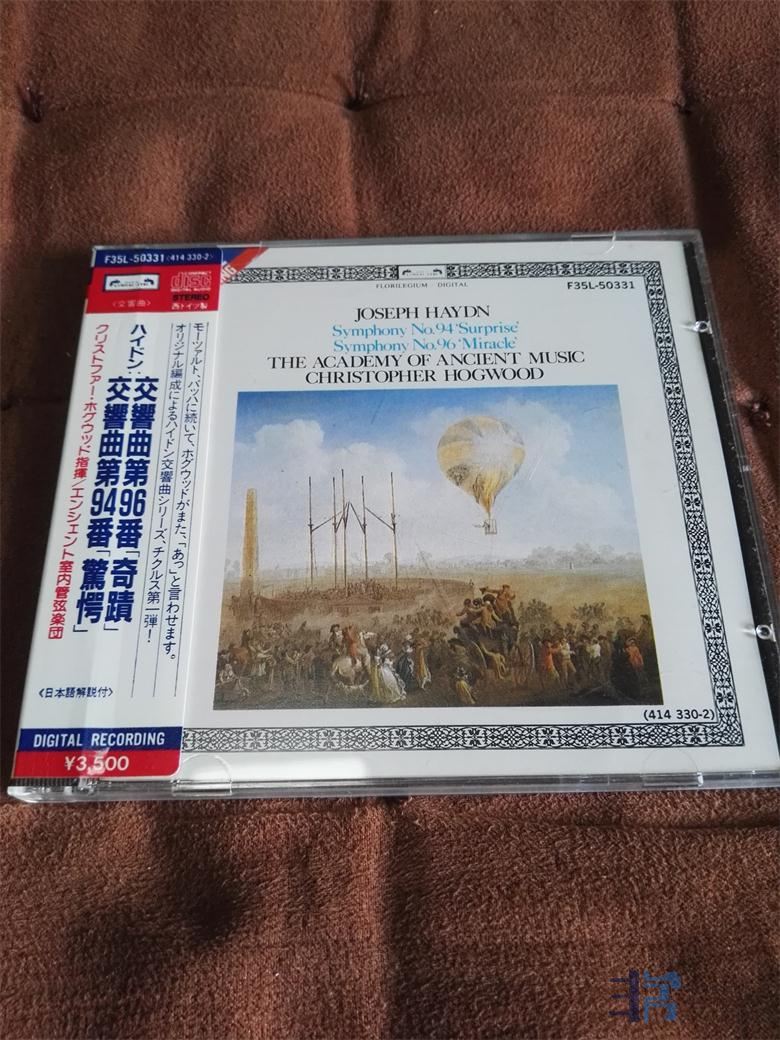 F35L-50331 <414 330-2>
COMPACT
disc
DIGITAL AUDIO
STEREO
西ドイツ製
〈交響曲〉
モーツァルト、バッハに続いて、ホグウッドがまた、「あっ」と言わせます。
オリジナル編成によるハイドン交響曲シリーズ、チクルス第一弾!
ハイドン:
交響曲第96番「奇蹟」
交響曲第94番「驚愕」
クリストファー・ホグウッド指揮/エンシェント室内管弦楽団
〈日本語解説付〉
DIGITAL RECORDING
¥3,500
NG
FLORILEGIUM DIGITAL
F35L-50331
JOSEPH HAYDN
Symphony No.94 'Surprise'
Symphony No.96 'Miracle'
THE ACADEMY OF ANCIENT MUSIC
CHRISTOPHER HOGWOOD
(414 330-2)